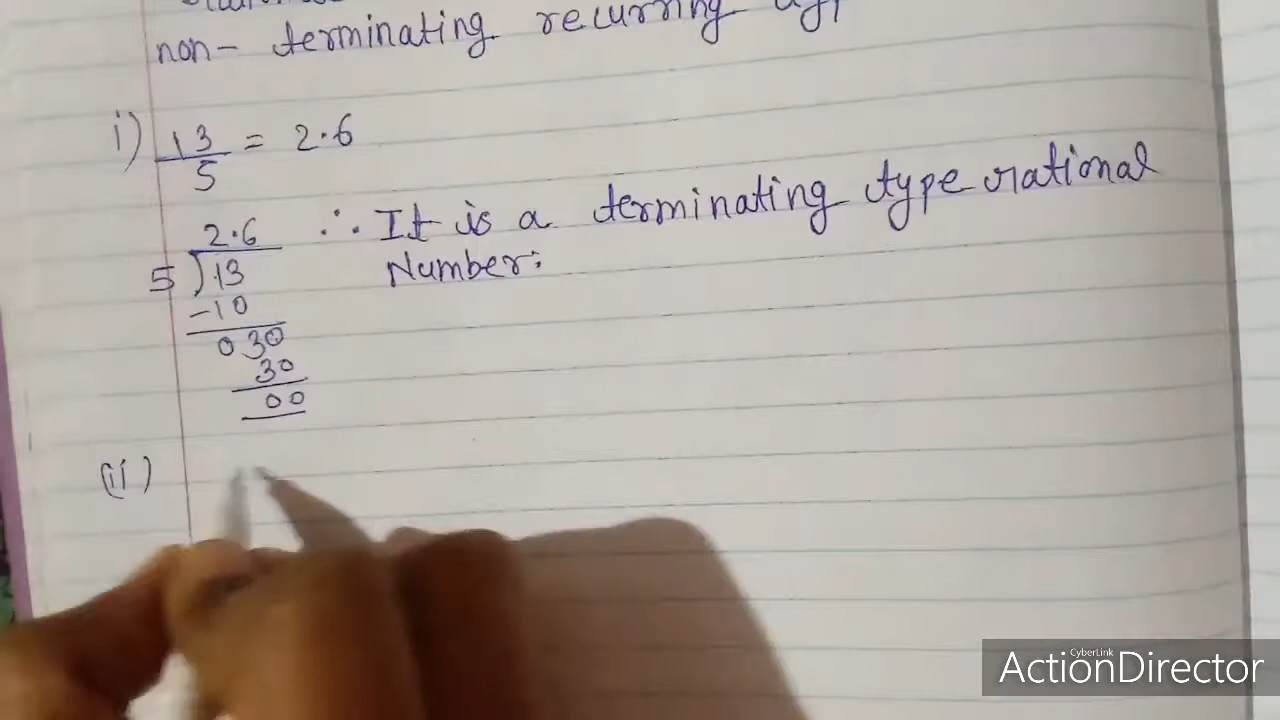 non- terminating recurring
i) 13/5 = 2.6
2.6 ∴ It is a terminating type rational
5)13 Number:
-10
030
30
00
(ii)
CyberLink
ActionDirector